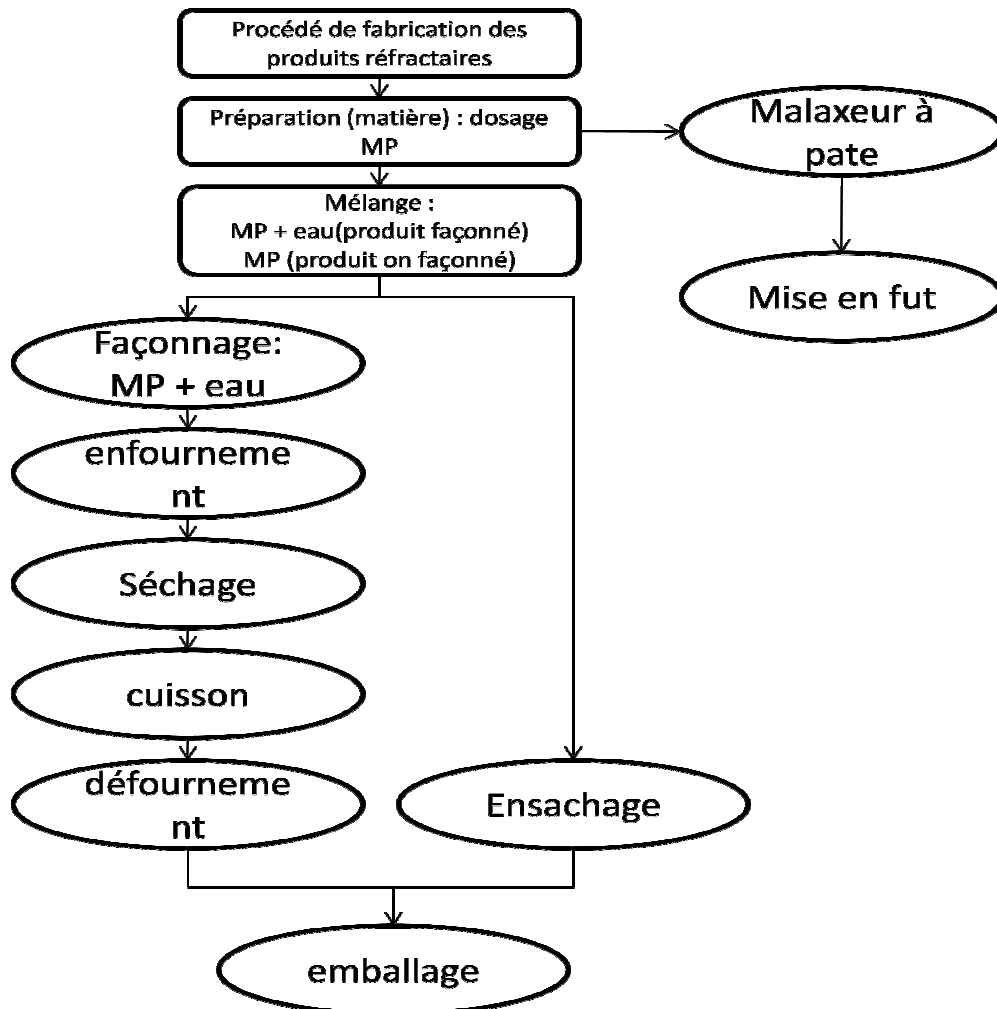 Procédé de fabrication des
produits réfractaires
Préparation (matière) : dosage
MP
Malaxeur à
pate
Mélange :
MP + eau(produit façonné)
MP (produit on façonné)
Mise en fut
Façonnage:
MP + eau
enfourneme
nt
Séchage
cuisson
défourneme
nt
Ensachage
emballage